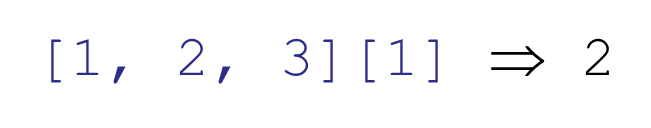 [1, 2, 3][1] ⇒ 2